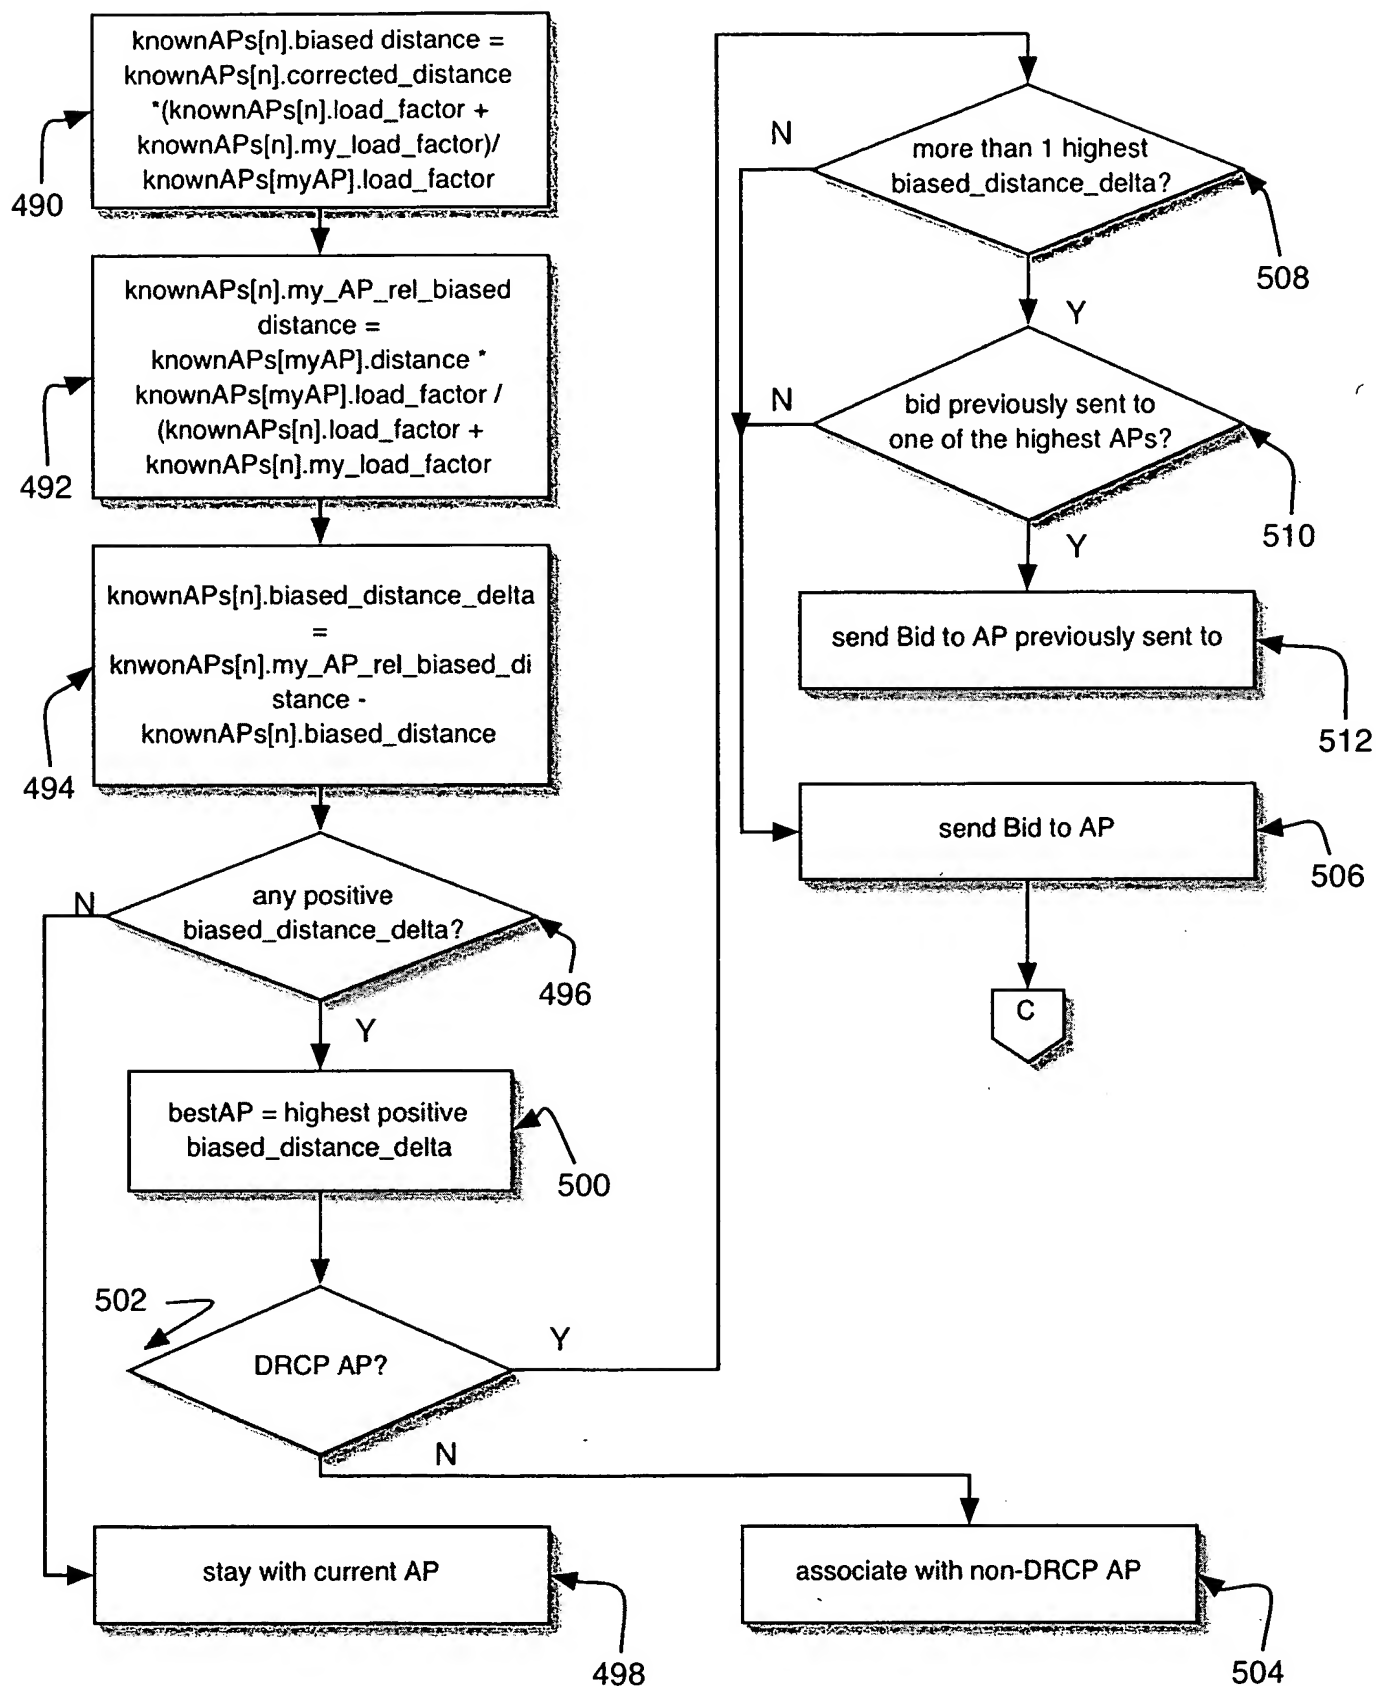 knownAPs[n].biased distance =
knownAPs[n].corrected_distance
*(knownAPs[n].load_factor +
knownAPs[n].my_load_factor)/
knownAPs[myAP].load_factor
490
knownAPs[n].my_AP_rel_biased
distance =
knownAPs[myAP].distance *
knownAPs[myAP].load_factor /
(knownAPs[n].load_factor +
knownAPs[n].my_load_factor
492
knownAPs[n].biased_distance_delta
=
knwonAPs[n].my_AP_rel_biased_di
stance -
knownAPs[n].biased_distance
494
N
any positive
biased_distance_delta?
496
Y
bestAP = highest positive
biased_distance_delta
500
502
DRCP AP?
Y
N
stay with current AP
498
associate with non-DRCP AP
504
N
more than 1 highest
biased_distance_delta?
508
Y
N
bid previously sent to
one of the highest APs?
510
Y
send Bid to AP previously sent to
512
send Bid to AP
506
C